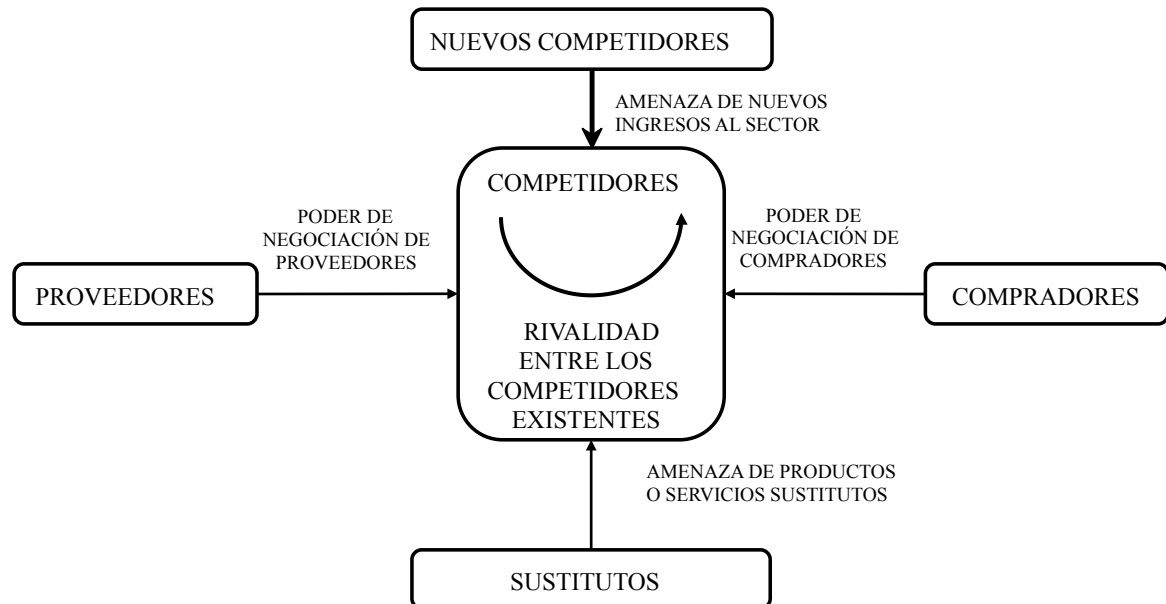 NUEVOS COMPETIDORES
AMENAZA DE NUEVOS
INGRESOS AL SECTOR
COMPETIDORES
PODER DE
NEGOCIACIÓN DE
PROVEEDORES
PODER DE
NEGOCIACIÓN DE
COMPRADORES
PROVEEDORES
COMPRADORES
RIVALIDAD
ENTRE LOS
COMPETIDORES
EXISTENTES
AMENAZA DE PRODUCTOS
O SERVICIOS SUSTITUTOS
SUSTITUTOS